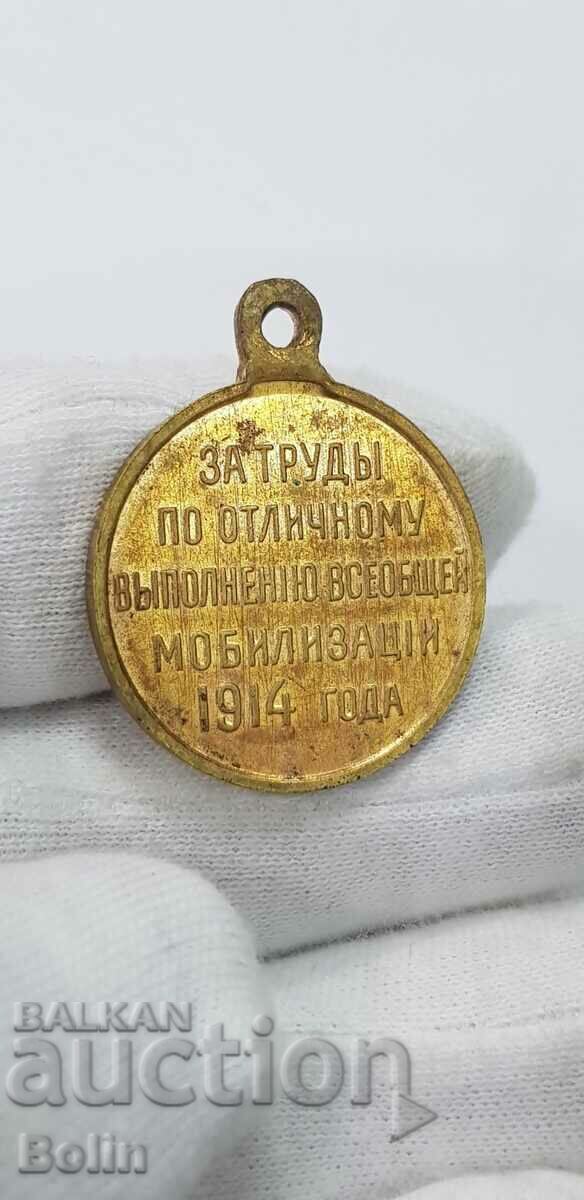 ЗА ТРУДЫ
ПО ОТЛИЧНОМУ
ВЫПОЛНЕНІЮ ВСЕОБЩЕЙ
МОБИЛИЗАЦІИ
1914 ГОДА
BALKAN
auction
Bolin